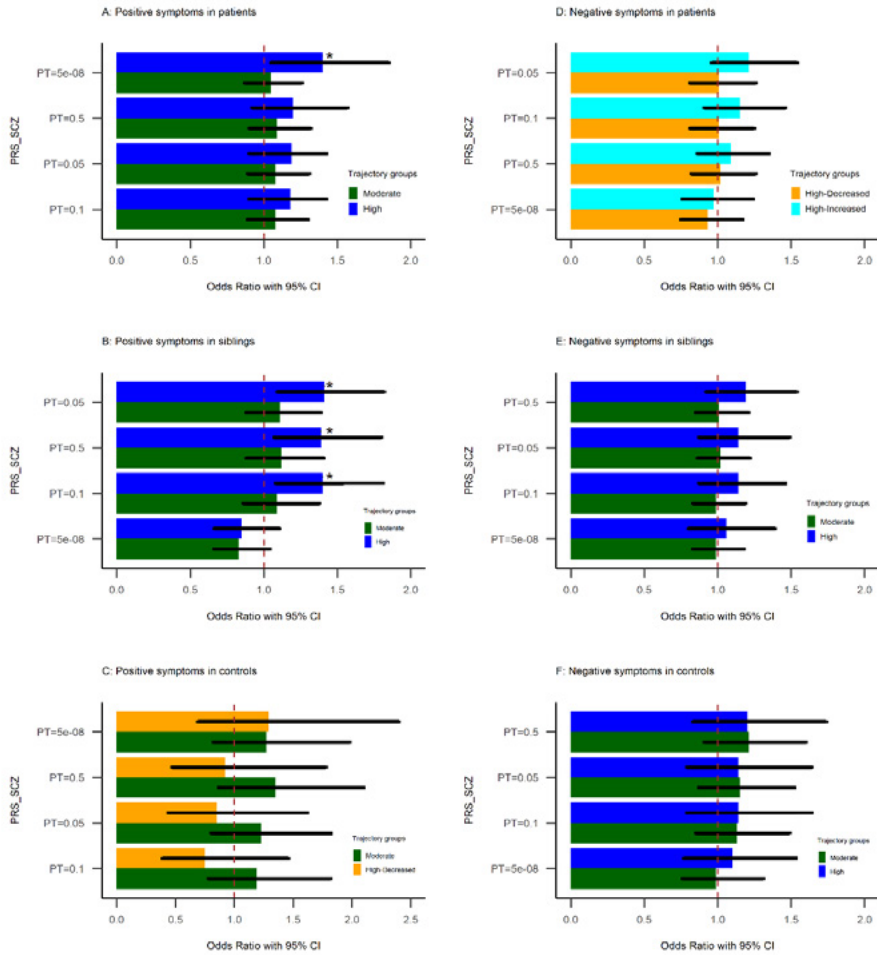 A: Positive symptoms in patients
PRS_SCZ
PT=5e-08
*
PT=0.5
PT=0.05
PT=0.1
Trajectory groups
Moderate
High
0.0 0.5 1.0 1.5 2.0
Odds Ratio with 95% CI
D: Negative symptoms in patients
PRS_SCZ
PT=0.05
PT=0.1
PT=0.5
PT=5e-08
Trajectory groups
High-Decreased
High-Increased
0.0 0.5 1.0 1.5 2.0
Odds Ratio with 95% CI
B: Positive symptoms in siblings
PRS_SCZ
PT=0.05
*
PT=0.5
*
PT=0.1
*
PT=5e-08
Trajectory groups
Moderate
High
0.0 0.5 1.0 1.5 2.0
Odds Ratio with 95% CI
E: Negative symptoms in siblings
PRS_SCZ
PT=0.5
PT=0.05
PT=0.1
PT=5e-08
Trajectory groups
Moderate
High
0.0 0.5 1.0 1.5 2.0
Odds Ratio with 95% CI
C: Positive symptoms in controls
PRS_SCZ
PT=5e-08
PT=0.5
PT=0.05
PT=0.1
Trajectory groups
Moderate
High-Decreased
0.0 0.5 1.0 1.5 2.0 2.5
Odds Ratio with 95% CI
F: Negative symptoms in controls
PRS_SCZ
PT=0.5
PT=0.05
PT=0.1
PT=5e-08
Trajectory groups
Moderate
High
0.0 0.5 1.0 1.5 2.0
Odds Ratio with 95% CI